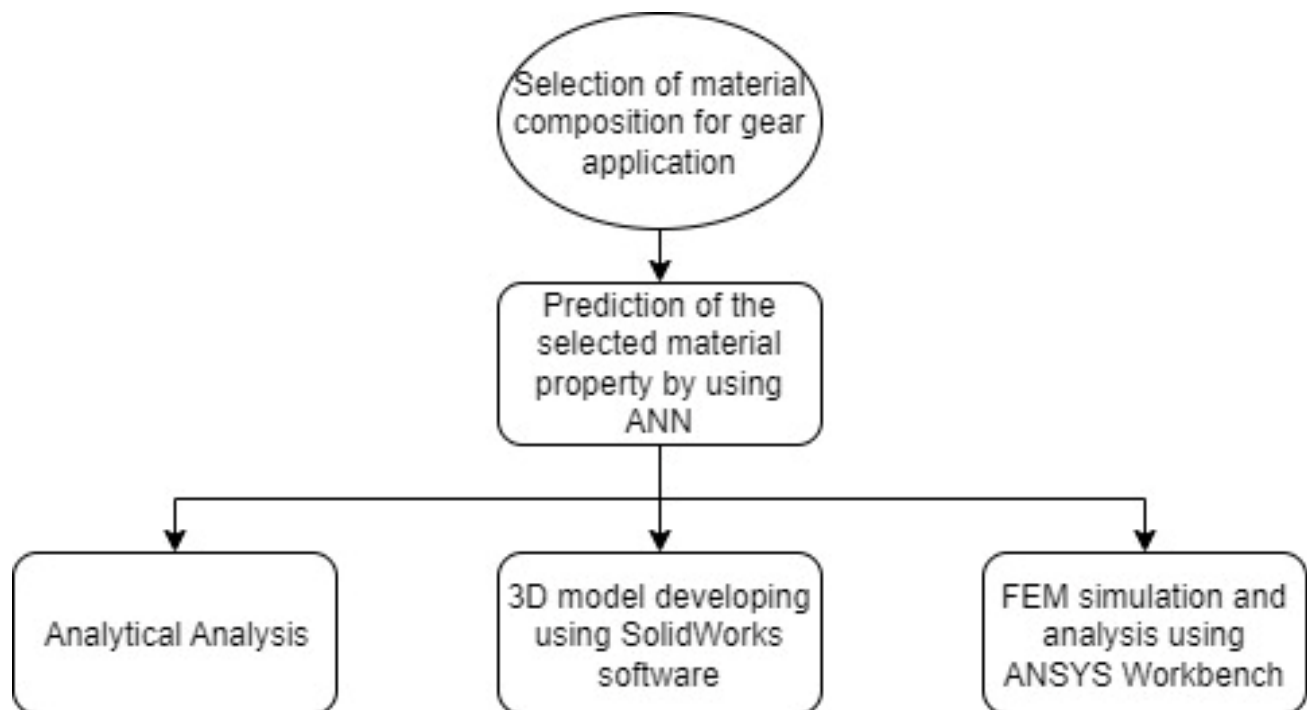 Selection of material
composition for gear
application
Prediction of the
selected material
property by using
ANN
Analytical Analysis
3D model developing
using SolidWorks
software
FEM simulation and
analysis using
ANSYS Workbench